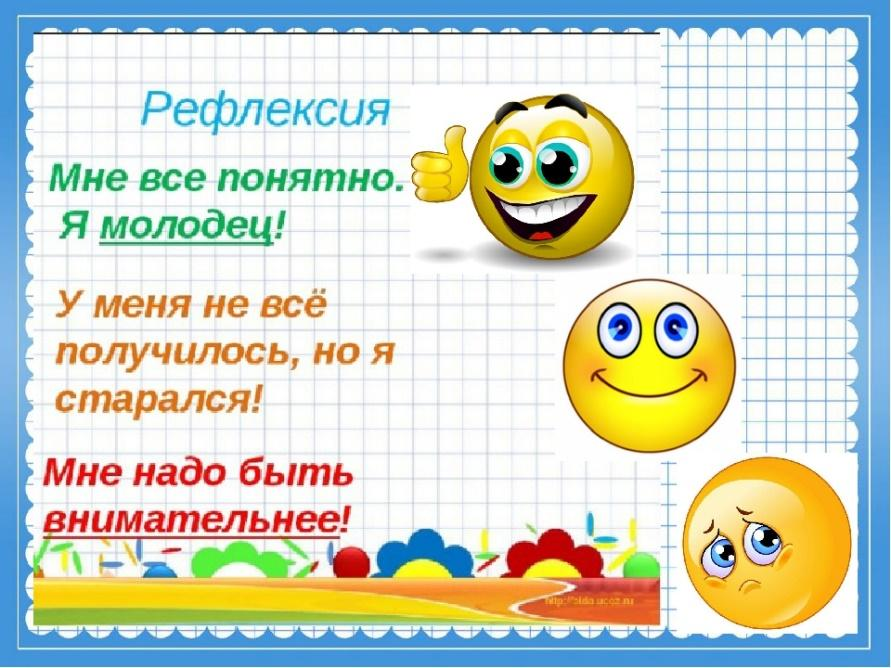 Рефлексия
Мне все понятно.
Я молодец!
У меня не всё
получилось, но я
старался!
Мне надо быть
внимательнее!